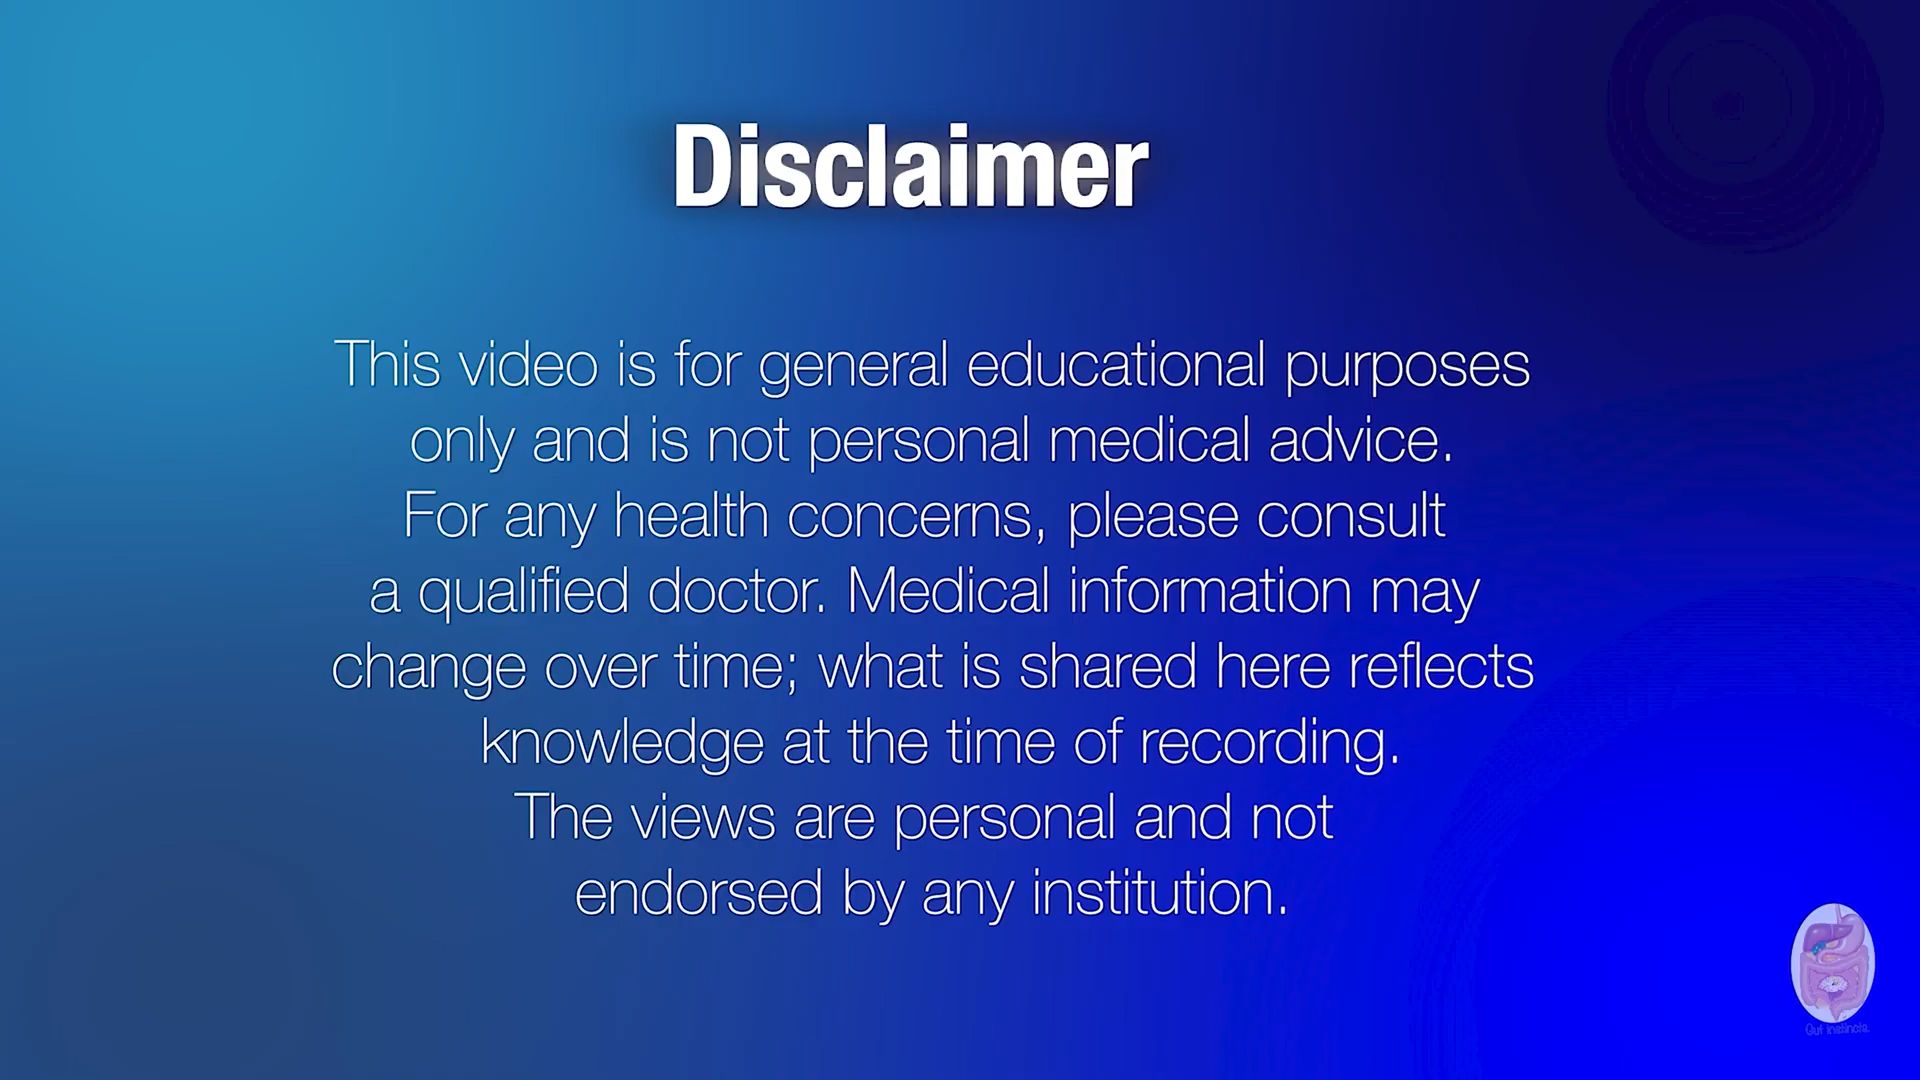 Disclaimer
This video is for general educational purposes
only and is not personal medical advice.
For any health concerns, please consult
a qualified doctor. Medical information may
change over time; what is shared here reflects
knowledge at the time of recording.
The views are personal and not
endorsed by any institution.
Gut Instincts